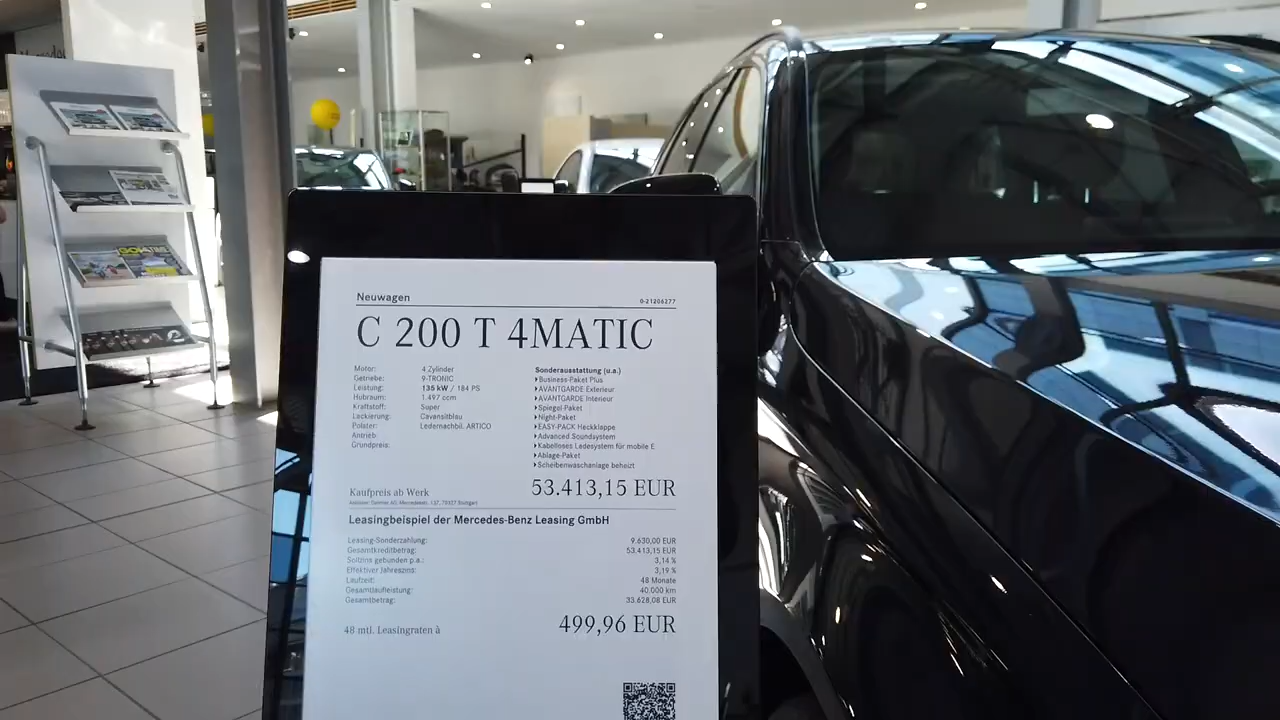 Neuwagen
0-21206277
C 200 T 4MATIC
Motor: 4 Zylinder
Getriebe: 9-TRONIC
Leistung: 135 kW / 184 PS
Hubraum: 1.497 ccm
Kraftstoff: Super
Lackierung: Cavansitblau
Polster: Ledernachbil. ARTICO
Antrieb:
Grundpreis:
Sonderausstattung (u.a.)
Business-Paket Plus
AVANTGARDE Exterieur
AVANTGARDE Interieur
Spiegel-Paket
Night-Paket
EASY-PACK Heckklappe
Advanced Soundsystem
Kabelloses Ladesystem für mobile E
Ablage-Paket
Scheibenwaschanlage beheizt
Kaufpreis ab Werk 53.413,15 EUR
Leasingbeispiel der Mercedes-Benz Leasing GmbH
Leasing-Sonderzahlung: 9.630,00 EUR
Gesamtkreditbetrag: 53.413,15 EUR
Sollzins gebunden p.a.: 3,14 %
Effektiver Jahreszins: 3,19 %
Laufzeit: 48 Monate
Gesamtlaufleistung: 40.000 km
Gesamtbetrag: 33.628,08 EUR
48 mtl. Leasingraten à 499,96 EUR